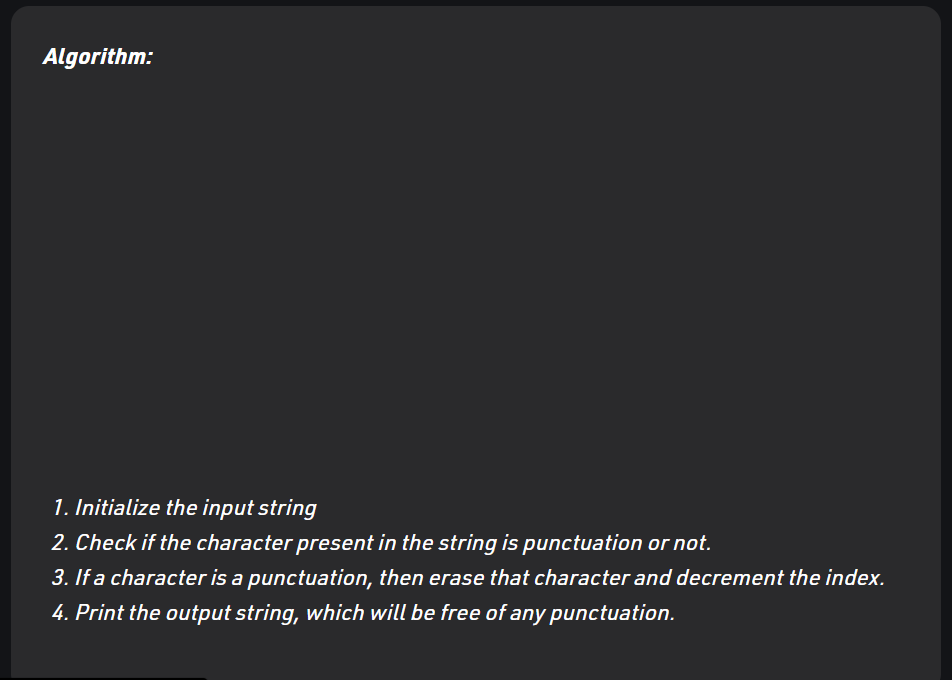 Algorithm:
1. Initialize the input string
2. Check if the character present in the string is punctuation or not.
3. If a character is a punctuation, then erase that character and decrement the index.
4. Print the output string, which will be free of any punctuation.